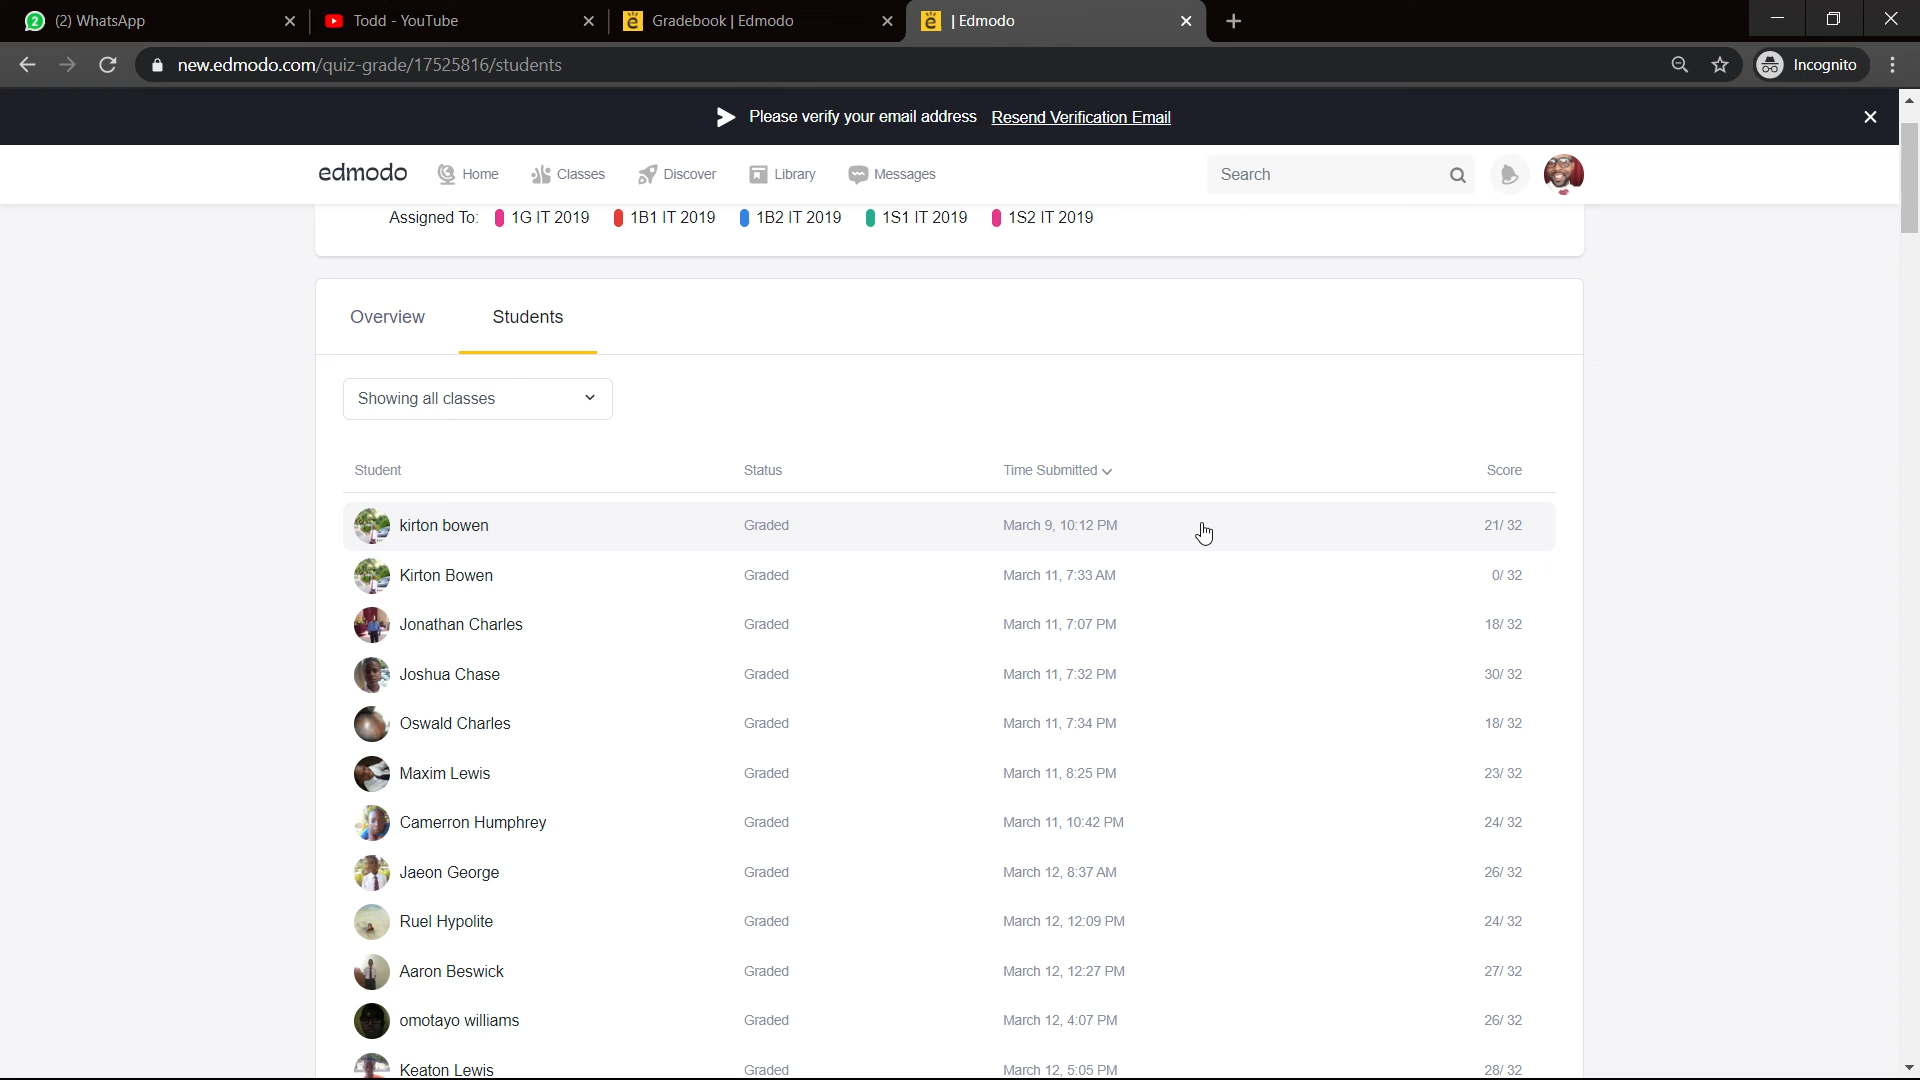 (2) WhatsApp
Todd - YouTube
Gradebook | Edmodo
| Edmodo
new.edmodo.com/quiz-grade/17525816/students
Incognito
Please verify your email address Resend Verification Email
edmodo
Home
Classes
Discover
Library
Messages
Search
Assigned To: 1G IT 2019 1B1 IT 2019 1B2 IT 2019 1S1 IT 2019 1S2 IT 2019
Overview
Students
Showing all classes
Student Status Time Submitted Score
kirton bowen Graded March 9, 10:12 PM 21/ 32
Kirton Bowen Graded March 11, 7:33 AM 0/ 32
Jonathan Charles Graded March 11, 7:07 PM 18/ 32
Joshua Chase Graded March 11, 7:32 PM 30/ 32
Oswald Charles Graded March 11, 7:34 PM 18/ 32
Maxim Lewis Graded March 11, 8:25 PM 23/ 32
Camerron Humphrey Graded March 11, 10:42 PM 24/ 32
Jaeon George Graded March 12, 8:37 AM 26/ 32
Ruel Hypolite Graded March 12, 12:09 PM 24/ 32
Aaron Beswick Graded March 12, 12:27 PM 27/ 32
omotayo williams Graded March 12, 4:07 PM 26/ 32
Keaton Lewis Graded March 12, 5:05 PM 28/ 32